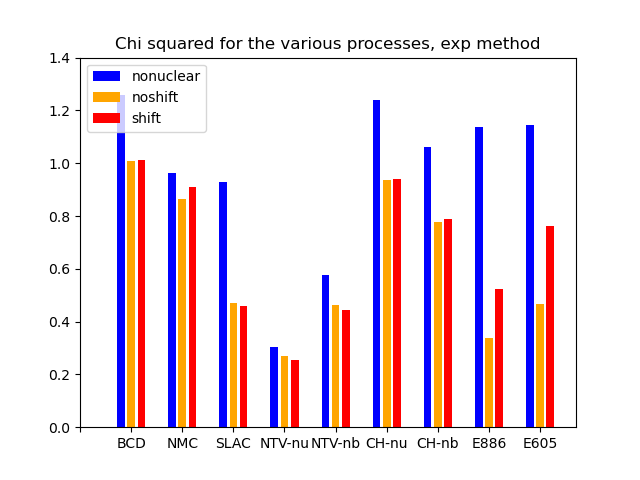 Chi squared for the various processes, exp method
nonuclear
noshift
shift
1.4
1.2
1.0
0.8
0.6
0.4
0.2
0.0
BCD NMC SLAC NTV-nu NTV-nb CH-nu CH-nb E886 E605